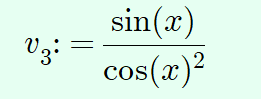 v₃:= sin(x)/cos(x)²